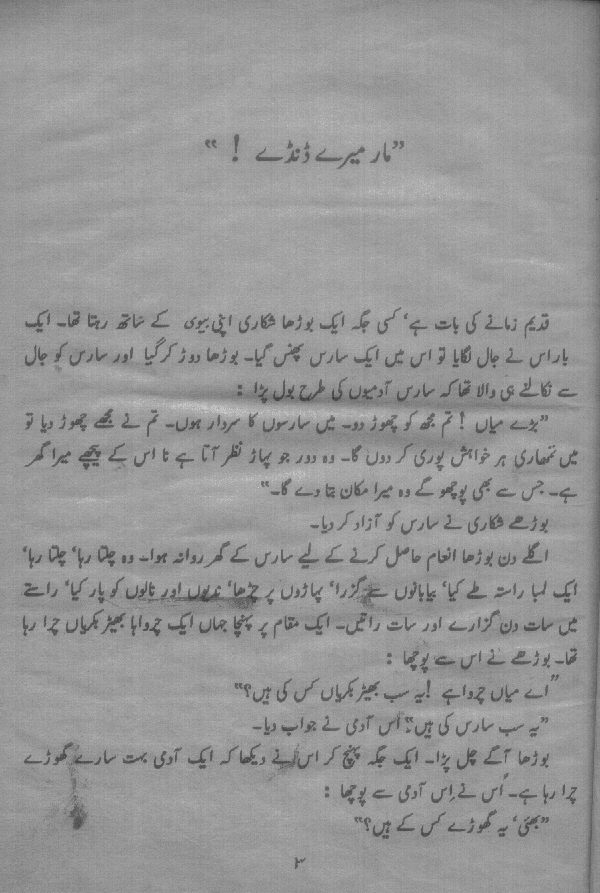 ”مار میرے ڈنڈے ! “
قدیم زمانے کی بات ہے، کسی جگہ ایک بوڑھا شکاری اپنی بیوی کے ساتھ رہتا تھا۔ ایک
بار اس نے جال لگایا تو اس میں ایک سارس پھنس گیا۔ بوڑھا دوڑ کر گیا اور سارس کو جال
سے نکالنے ہی والا تھا کہ سارس آدمیوں کی طرح بول پڑا :
”بڑے میاں ! تم مجھ کو چھوڑ دو۔ میں سارسوں کا سردار ہوں۔ تم نے مجھے چھوڑ دیا تو
میں تمھاری ہر خواہش پوری کر دوں گا۔ وہ دور جو پہاڑ نظر آتا ہے نا اس کے پیچھے میرا گھر
ہے۔ جس سے بھی پوچھو گے وہ میرا مکان بتا دے گا۔“
بوڑھے شکاری نے سارس کو آزاد کر دیا۔
اگلے دن بوڑھا انعام حاصل کرنے کے لیے سارس کے گھر روانہ ہوا۔ وہ چلتا رہا، چلتا رہا،
ایک لمبا راستہ طے کیا، بیابانوں سے گزرا، پہاڑوں پر چڑھا، ندیوں اور نالوں کو پار کیا، راستے
میں سات دن گزارے اور سات راتیں۔ ایک مقام پر پہنچا جہاں ایک چرواہا بھیڑ بکریاں چرا رہا
تھا۔ بوڑھے نے اس سے پوچھا :
”اے میاں چرواہے ! یہ سب بھیڑ بکریاں کس کی ہیں؟“
”یہ سب سارس کی ہیں“ اُس آدمی نے جواب دیا۔
بوڑھا آگے چل پڑا۔ ایک جگہ پہنچ کر اس نے دیکھا کہ ایک آدمی بہت سارے گھوڑے
چرا رہا ہے۔ اُس نے اِس آدمی سے پوچھا :
”بھئی، یہ گھوڑے کس کے ہیں؟“
۳